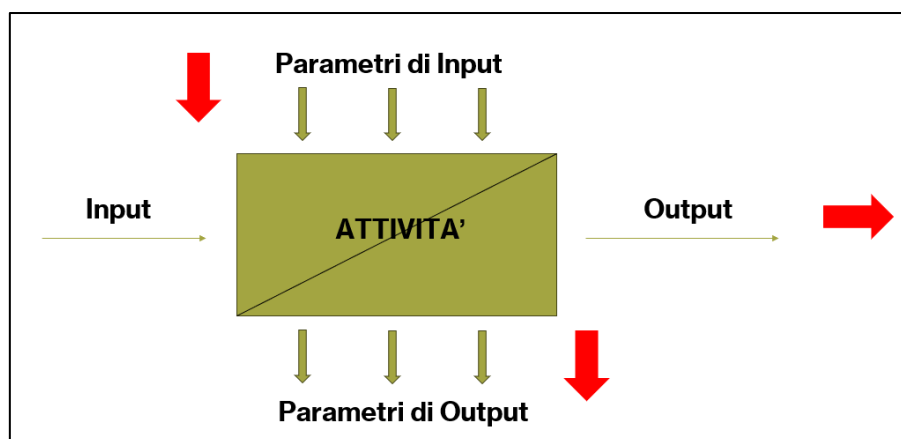 Parametri di Input
Input
ATTIVITA’
Output
Parametri di Output